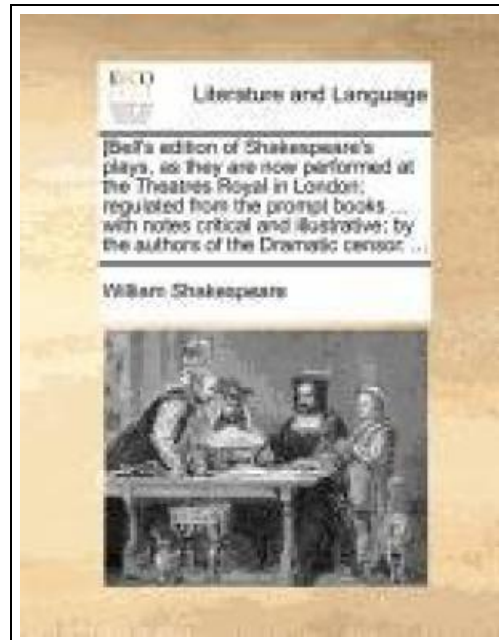 ECCO
Literature and Language
[Bell's edition of Shakespeare's
plays, as they are now performed at
the Theatres Royal in London;
regulated from the prompt books ...
with notes critical and illustrative; by
the authors of the Dramatic censor. ...
William Shakespeare